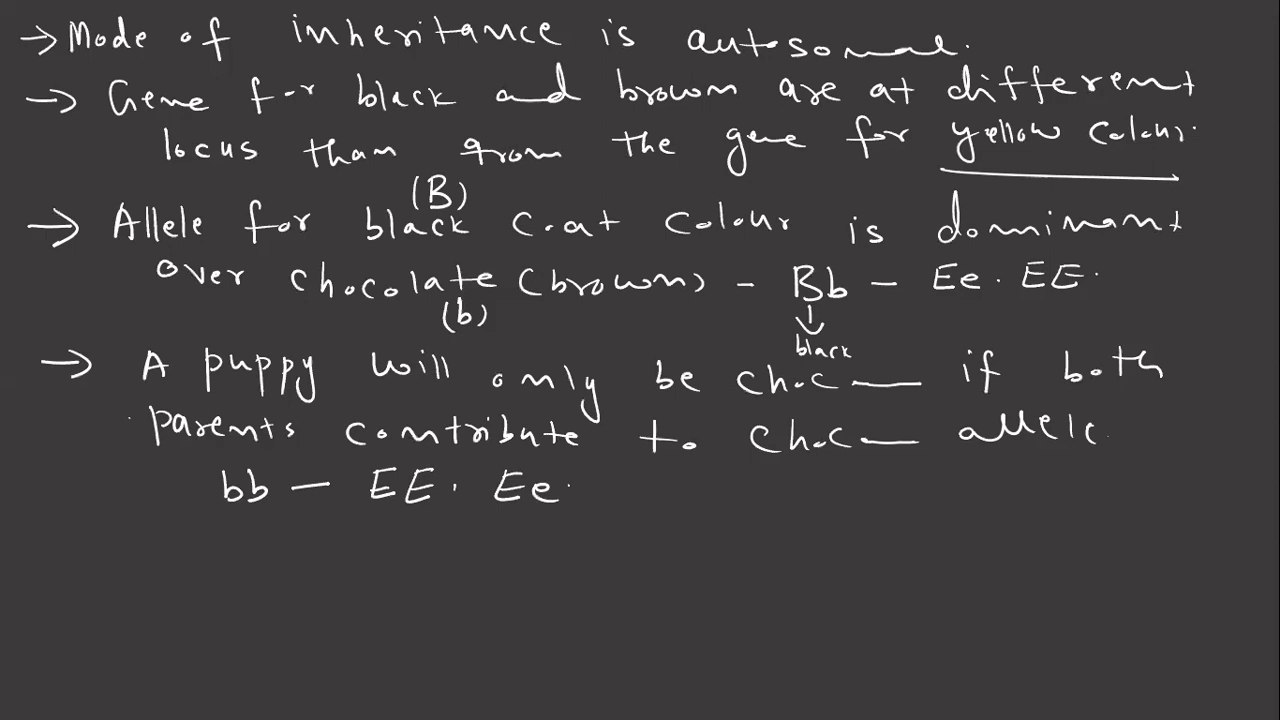 → Mode of inheritance is autosomal.
→ Gene for black and brown are at different
locus than from the gene for yellow colour.
(B)
→ Allele for black coat colour is dominant
over chocolate (brown) - Bb - Ee. EE.
(b)
↓
black
→ A puppy will only be choc— if both
parents contribute to choc— allele.
bb — EE. Ee.